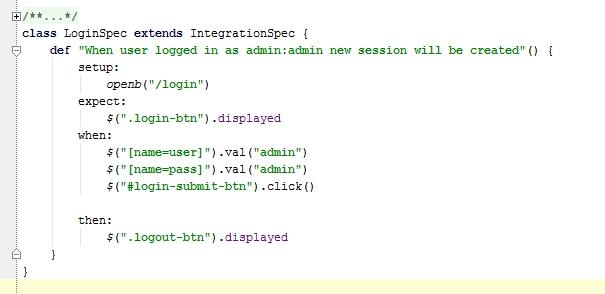 /**...*/
class LoginSpec extends IntegrationSpec {
    def "When user logged in as admin:admin new session will be created"() {
        setup:
            openb("/login")
        expect:
            $(".login-btn").displayed
        when:
            $("[name=user]").val("admin")
            $("[name=pass]").val("admin")
            $("#login-submit-btn").click()

        then:
            $(".logout-btn").displayed
    }
}